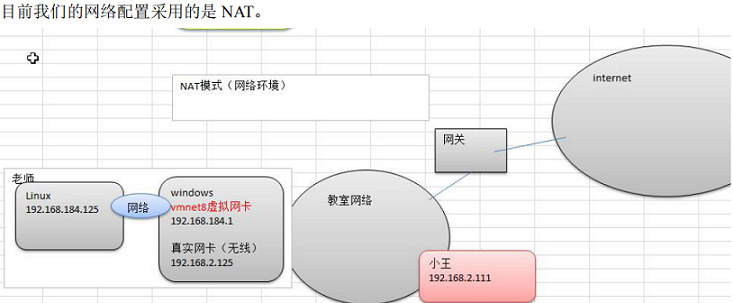 目前我们的网络配置采用的是 NAT。
NAT模式（网络环境）
internet
网关
老师
Linux
192.168.184.125
网络
windows
vmnet8虚拟网卡
192.168.184.1
真实网卡（无线）
192.168.2.125
教室网络
小王
192.168.2.111